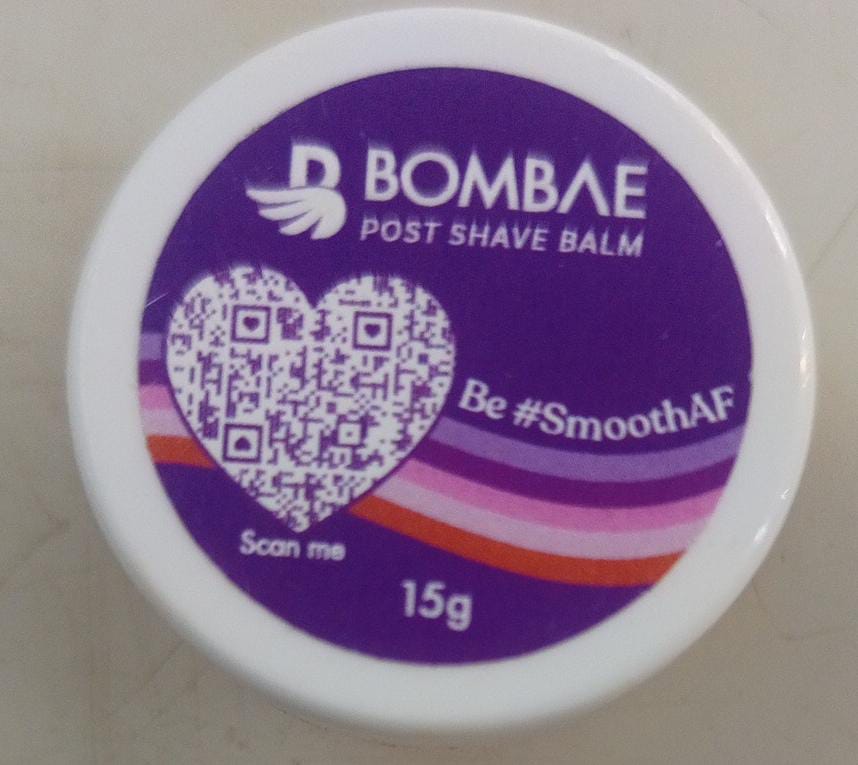 BOMBAE
POST SHAVE BALM
Be #SmoothAF
Scan me
15g